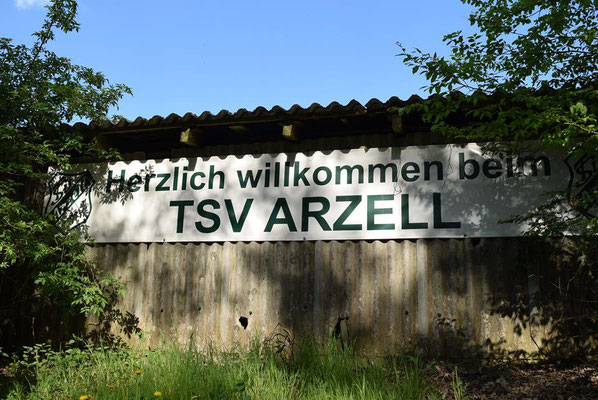 Herzlich willkommen beim
TSV ARZELL